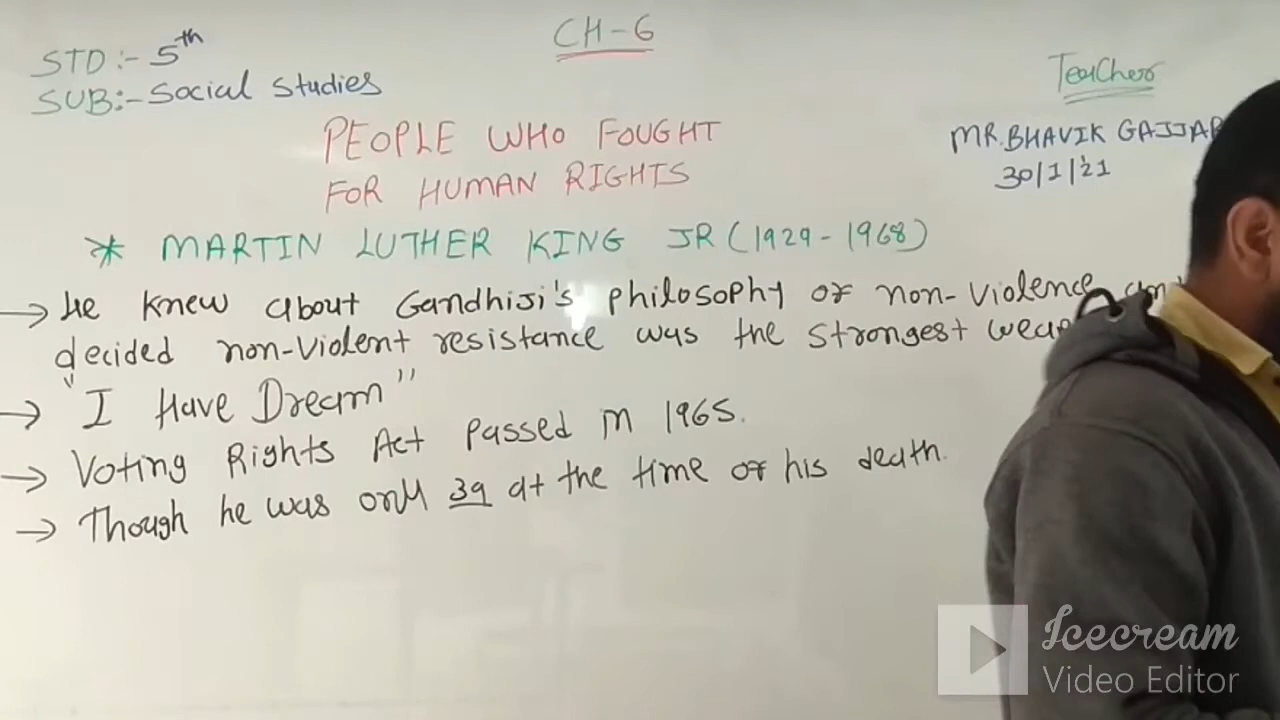 CH-6
STD:- 5th
SUB:- Social Studies
Teacher
MR. BHAVIK GAJJAR
30/1/21
PEOPLE WHO FOUGHT
FOR HUMAN RIGHTS
* MARTIN LUTHER KING JR (1929-1968)
→ He knew about Gandhiji's philosophy of non-violence
decided non-violent resistance was the strongest
→ "I Have Dream"
→ Voting Rights Act passed in 1965.
→ Though he was only 39 at the time of his death.
Icecream
Video Editor